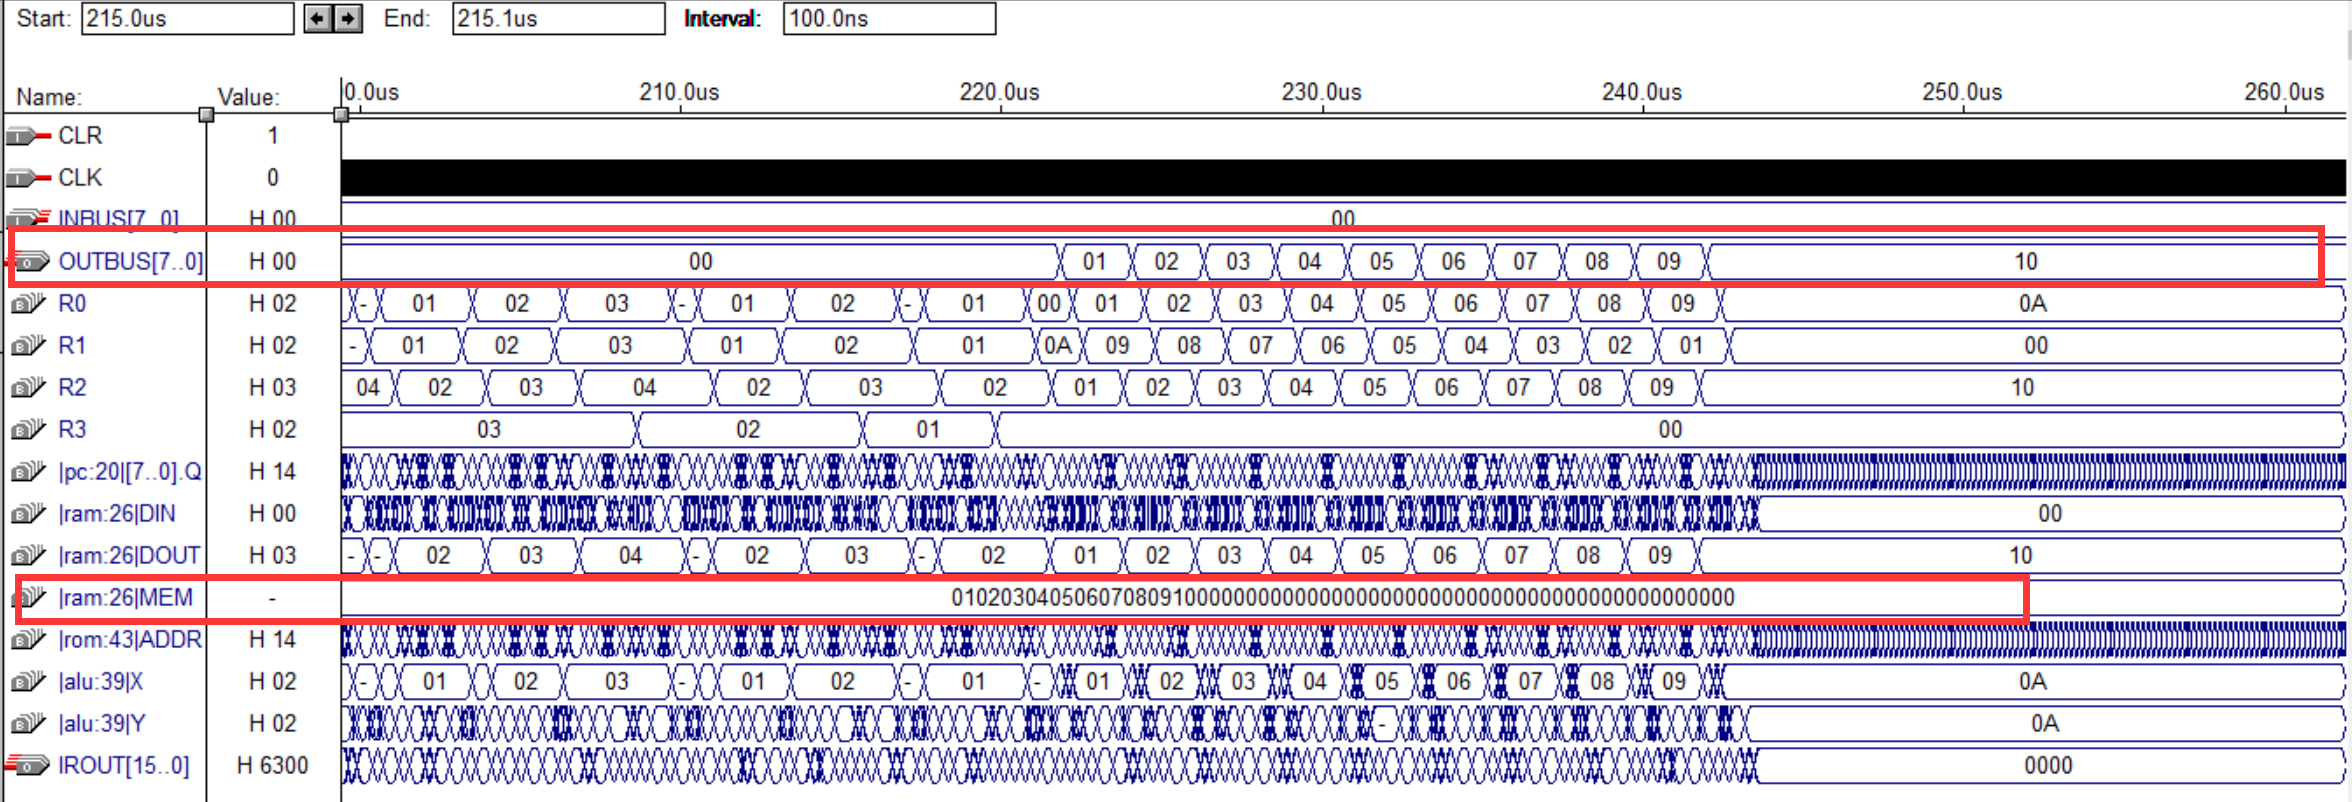 Start: 215.0us End: 215.1us Interval: 100.0ns
0.0us 210.0us 220.0us 230.0us 240.0us 250.0us 260.0us
Name: Value:
CLR 1
CLK 0
INBUS[7..0] H 00 00
OUTBUS[7..0] H 00 00 01 02 03 04 05 06 07 08 09 10
R0 H 02 - 01 02 03 - 01 02 - 01 00 01 02 03 04 05 06 07 08 09 0A
R1 H 02 - 01 02 03 01 02 01 0A 09 08 07 06 05 04 03 02 01 00
R2 H 03 04 02 03 04 02 03 02 01 02 03 04 05 06 07 08 09 10
R3 H 02 03 02 01 00
|pc:20|[7..0].Q H 14
|ram:26|DIN H 00 00
|ram:26|DOUT H 03 - - 02 03 04 - 02 03 - 02 01 02 03 04 05 06 07 08 09 10
|ram:26|MEM -
|rom:43|ADDR H 14
|alu:39|X H 02 - 01 02 03 - 01 02 - 01 - 01 02 03 04 05 06 07 08 09 0A
|alu:39|Y H 02 - 0A
IROUT[15..0] H 6300 0000